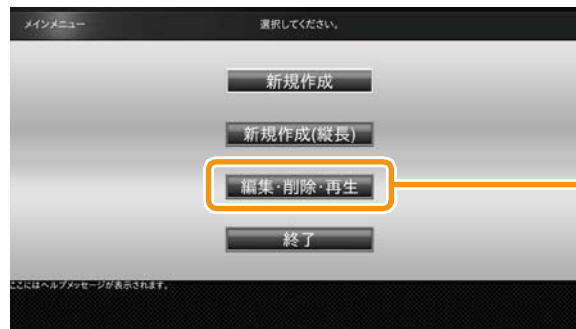 メインメニュー
選択してください。
新規作成
新規作成(縦長)
編集·削除·再生
終了
ここにはヘルプメッセージが表示されます。